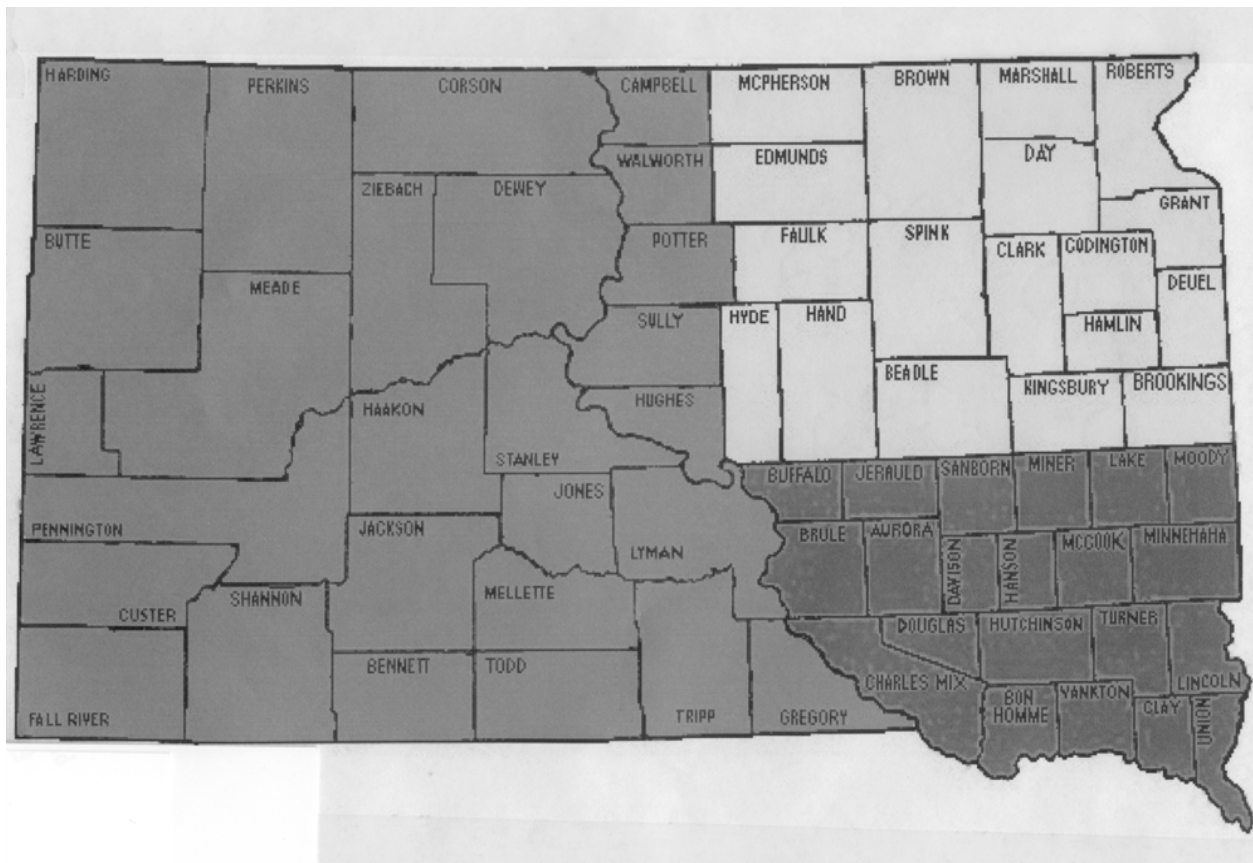 HARDING
PERKINS
CORSON
CAMPBELL
MCPHERSON
BROWN
MARSHALL
ROBERTS
WALWORTH
EDMUNDS
DAY
ZIEBACH
DEWEY
GRANT
BUTTE
POTTER
FAULK
SPINK
CLARK
CODINGTON
MEADE
DEUEL
SULLY
HYDE
HAND
HAMLIN
BEADLE
KINGSBURY
BROOKINGS
LAWRENCE
HAAKON
HUGHES
STANLEY
BUFFALO
JERAULD
SANBORN
MINER
LAKE
MOODY
JONES
PENNINGTON
JACKSON
LYMAN
BRULE
AURORA
DAVISON
HANSON
MCCOOK
MINNEHAHA
CUSTER
SHANNON
MELLETTE
DOUGLAS
HUTCHINSON
TURNER
LINCOLN
BENNETT
TODD
CHARLES MIX
BON
HOMME
YANKTON
CLAY
UNION
FALL RIVER
TRIPP
GREGORY